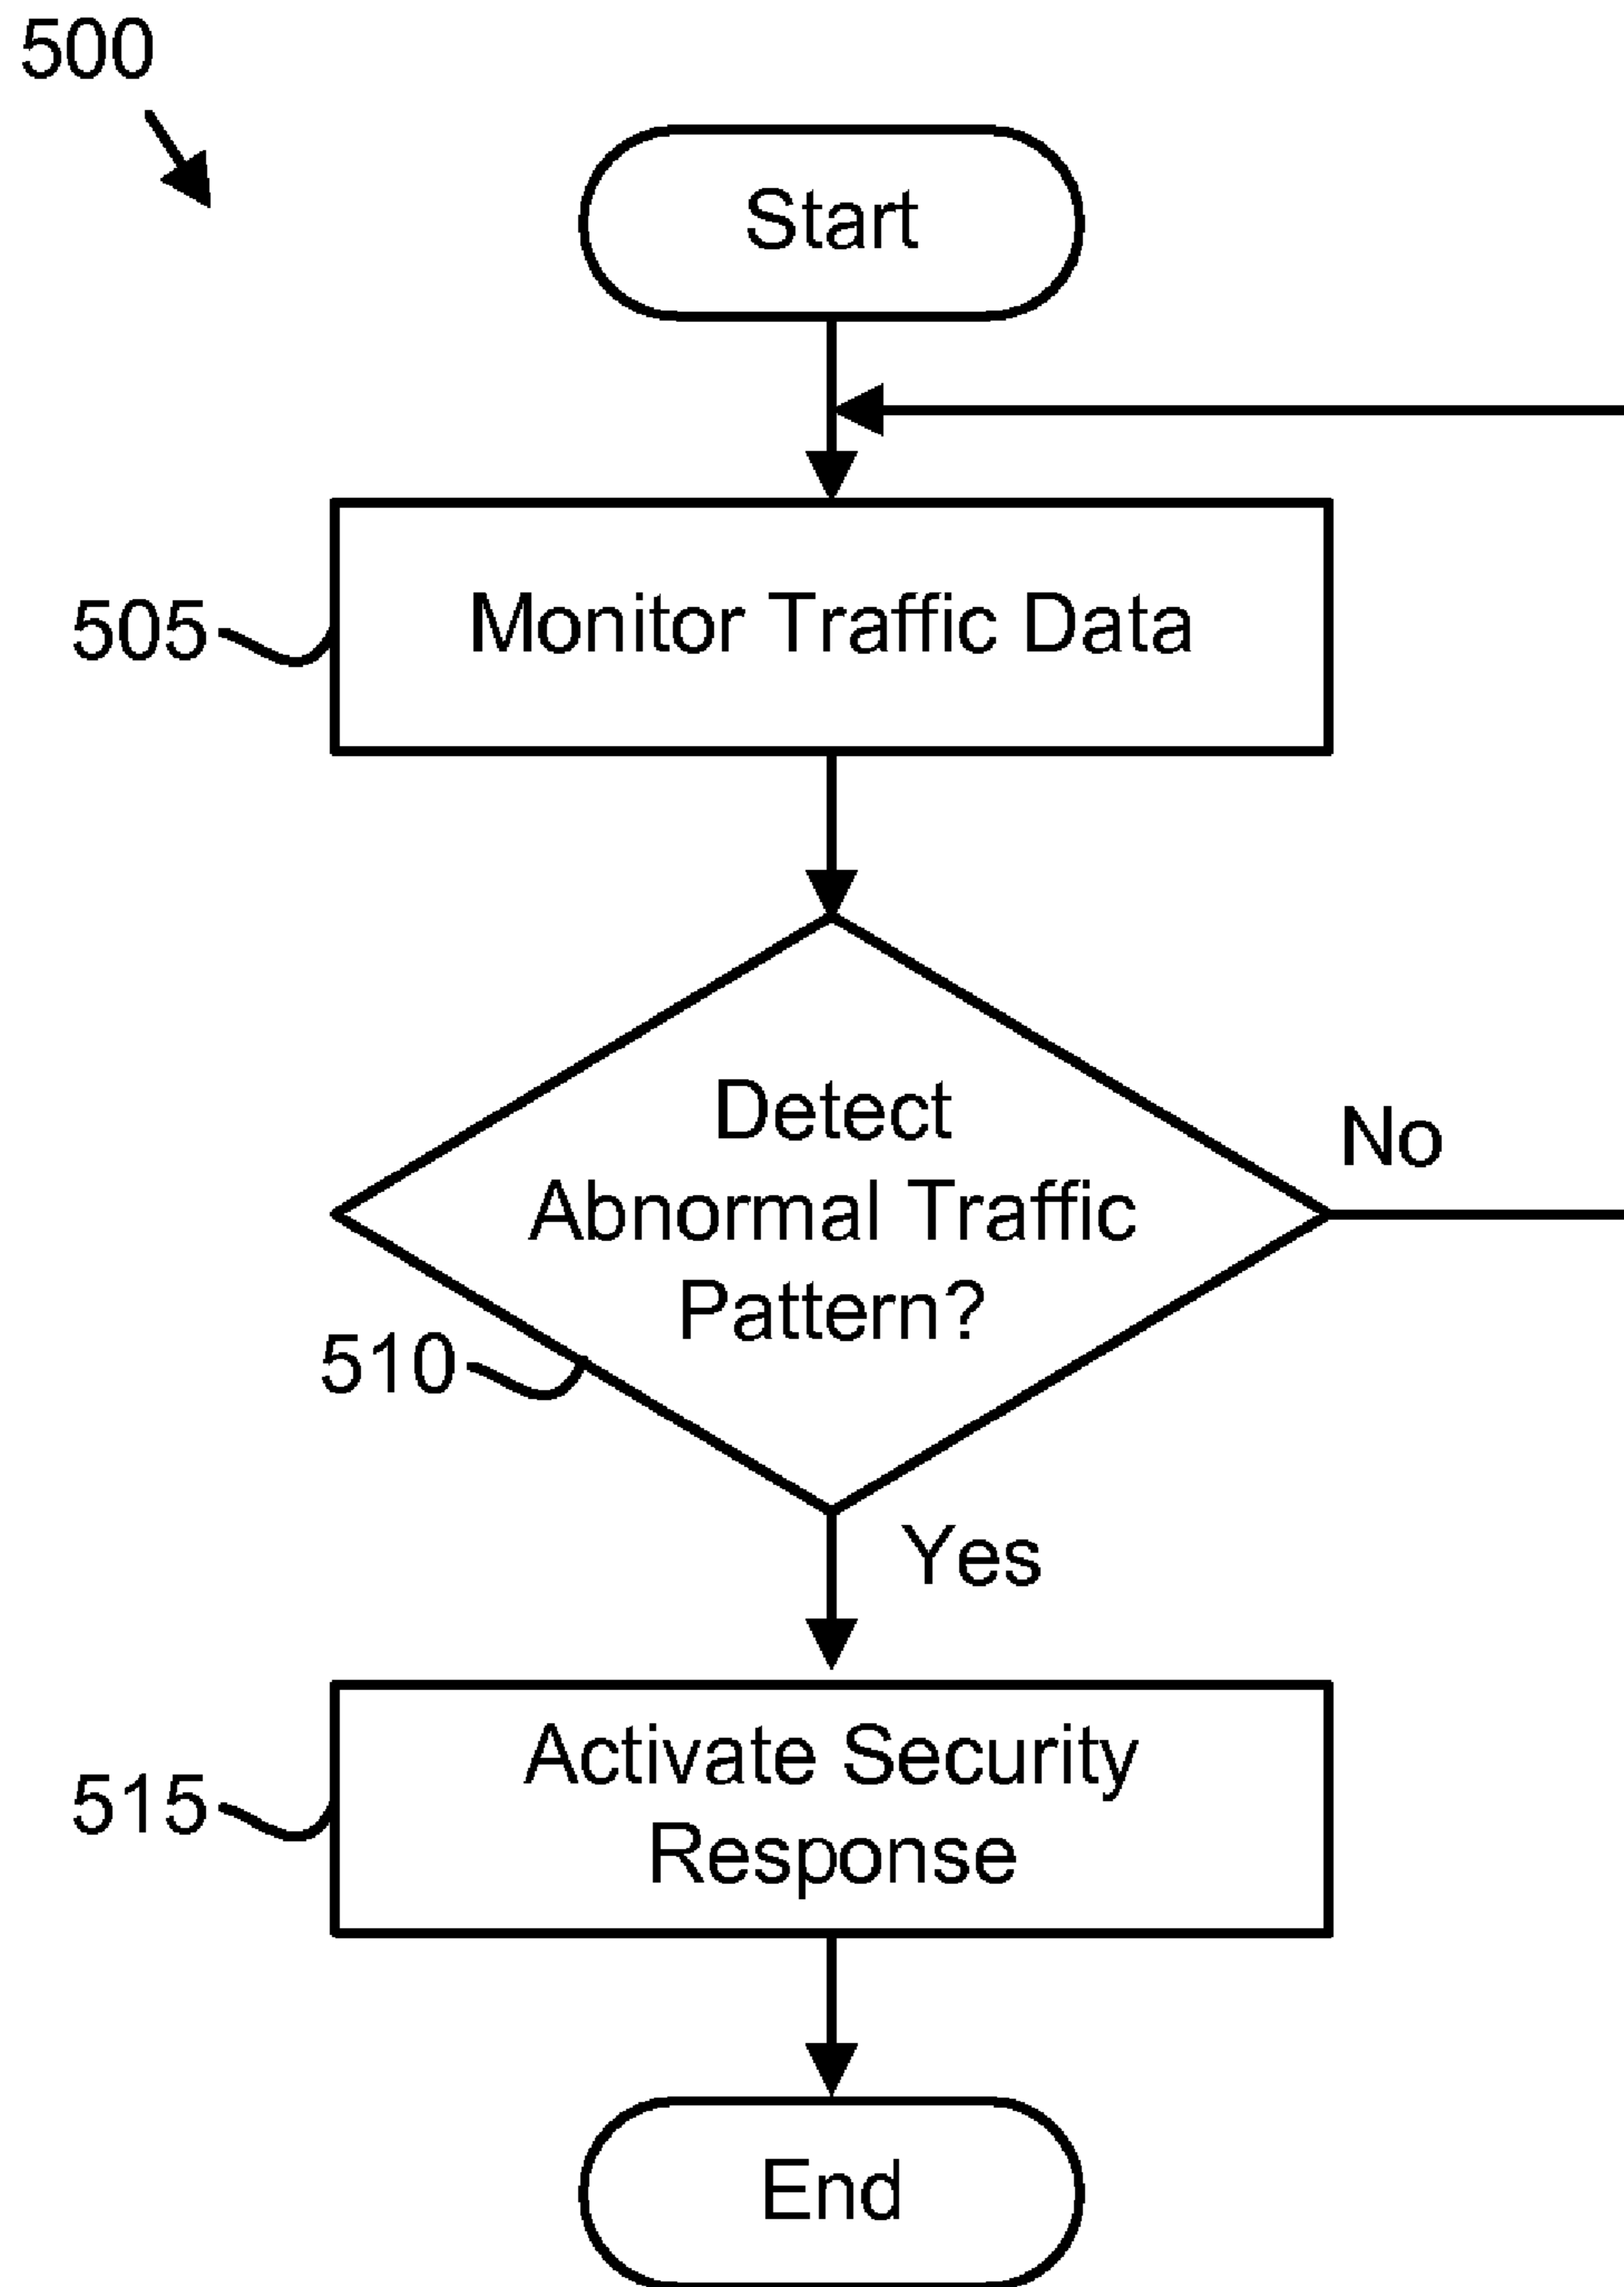 500
Start
505
Monitor Traffic Data
Detect
Abnormal Traffic
Pattern?
No
510
Yes
515
Activate Security
Response
End